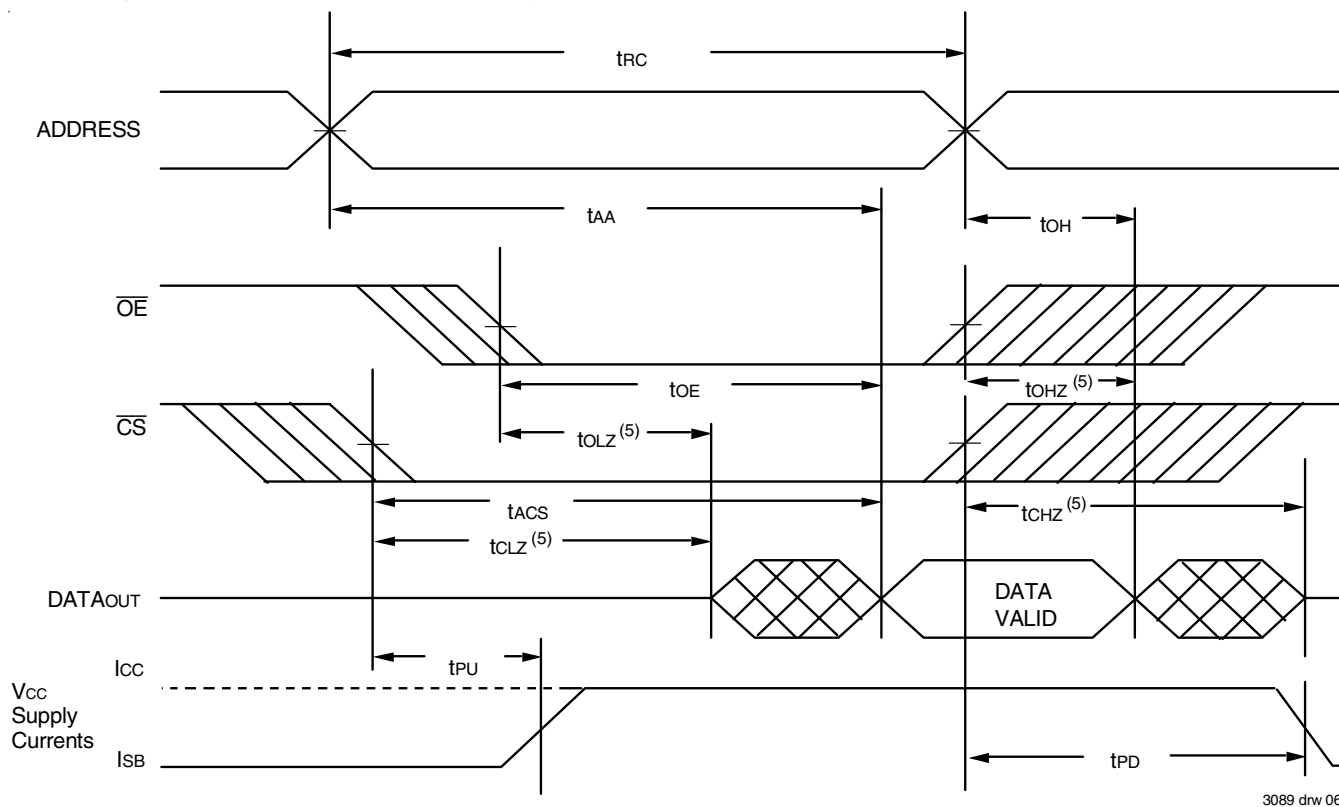 tRC
ADDRESS
tAA
tOH
OE
tOE
tOHZ (5)
CS
tOLZ (5)
tACS
tCHZ (5)
tCLZ (5)
DATAOUT
DATA
VALID
ICC
tPU
VCC
Supply
Currents
ISB
tPD
3089 drw 06